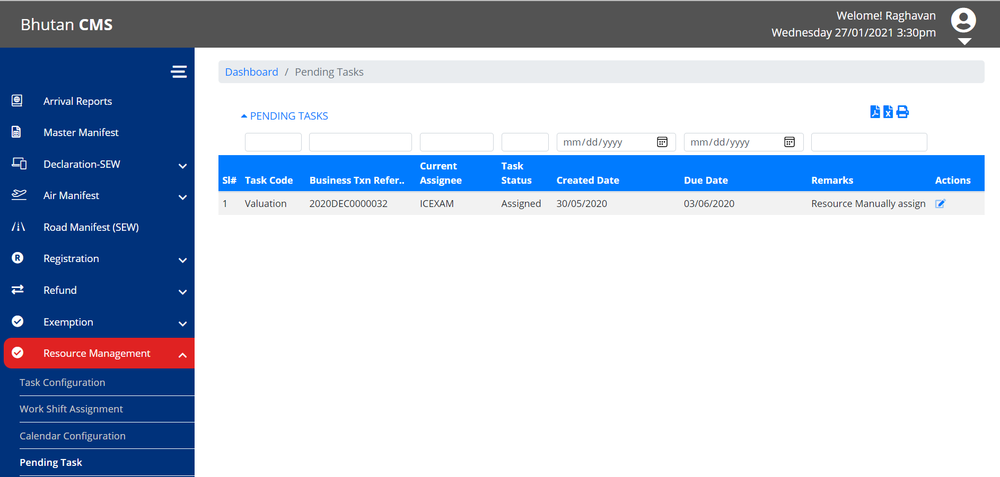 Bhutan CMS
Welome! Raghavan
Wednesday 27/01/2021 3:30pm
Arrival Reports
Master Manifest
Declaration-SEW
Air Manifest
Road Manifest (SEW)
R Registration
Refund
Exemption
Resource Management
Task Configuration
Work Shift Assignment
Calendar Configuration
Pending Task
Dashboard / Pending Tasks
PENDING TASKS
mm/dd/yyyy mm/dd/yyyy
Sl# Task Code Business Txn Refer.. Current Assignee Task Status Created Date Due Date Remarks Actions
1 Valuation 2020DEC0000032 ICEXAM Assigned 30/05/2020 03/06/2020 Resource Manually assign